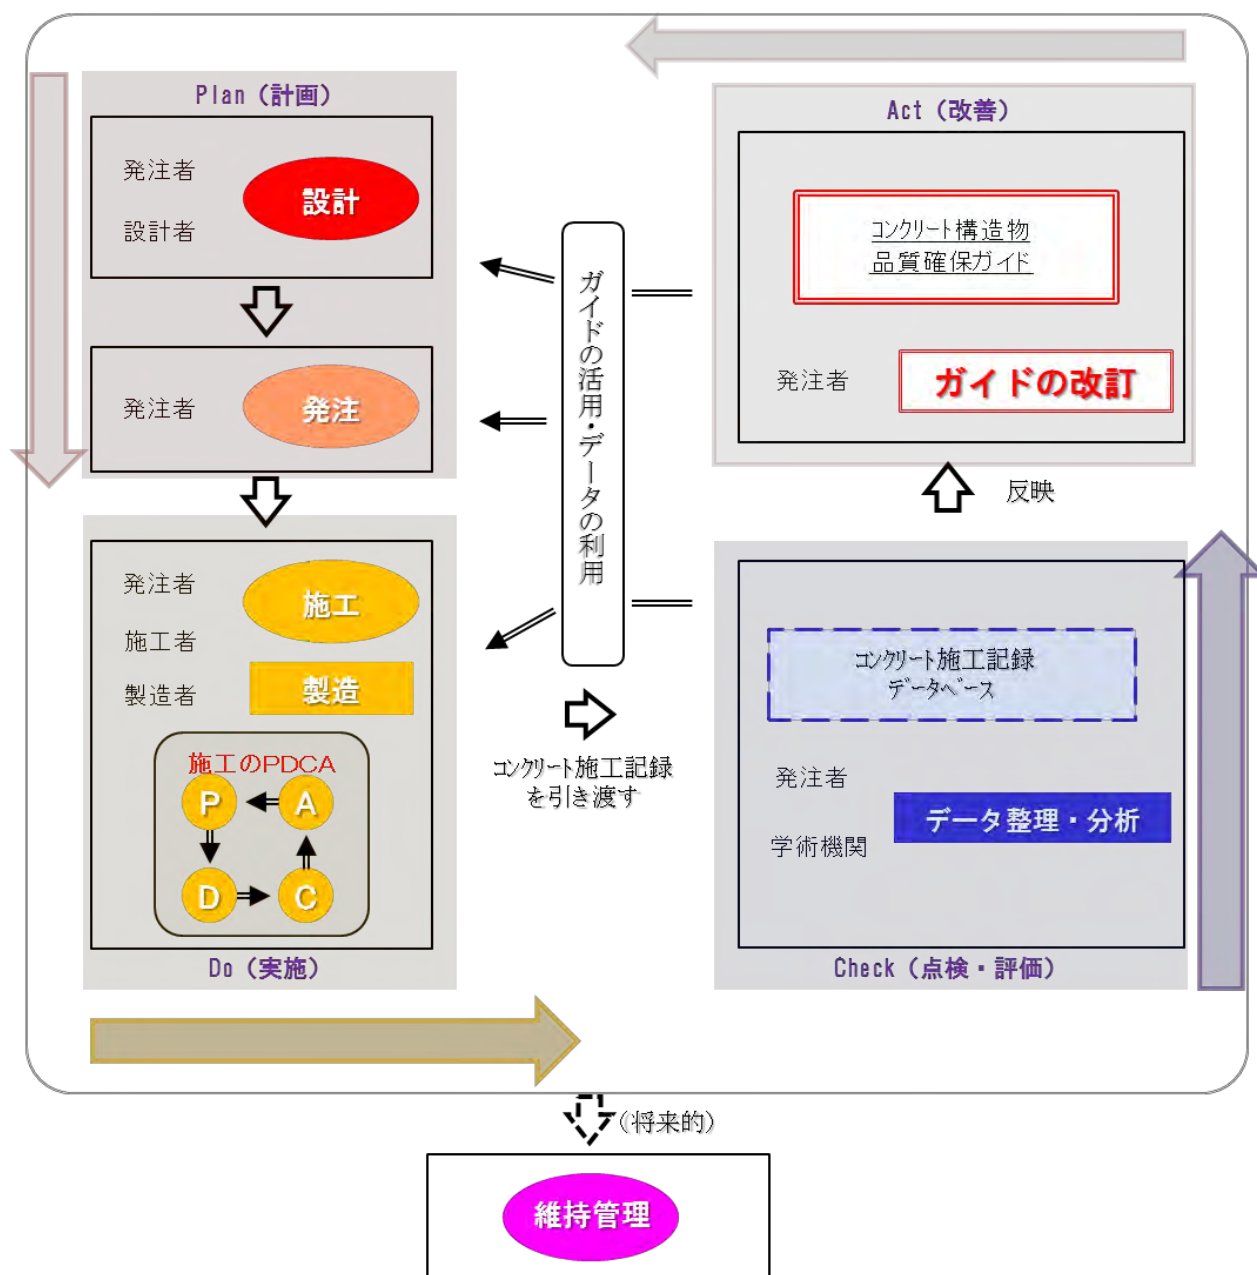 Plan（計画）
発注者
設計
設計者
発注者
発注
発注者
施工
施工者
製造者
製造
施工のPDCA
P
A
D
C
Do（実施）
ガイドの活用・データの利用
コンクリート施工記録
を引き渡す
Act（改善）
コンクリート構造物
品質確保ガイド
発注者
ガイドの改訂
反映
コンクリート施工記録
データベース
発注者
データ整理・分析
学術機関
Check（点検・評価）
（将来的）
維持管理